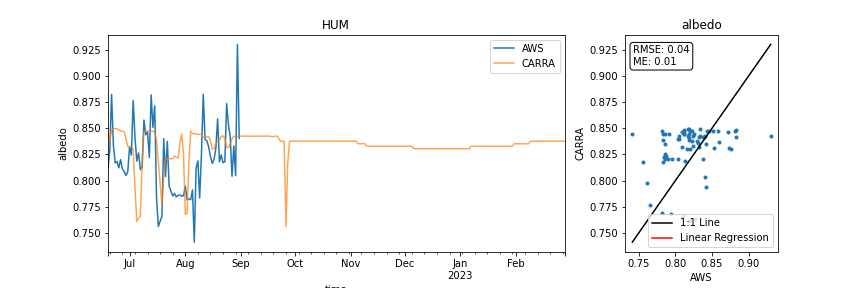 HUM
albedo
0.925
0.900
0.875
0.850
0.825
0.800
0.775
0.750
albedo
AWS
CARRA
Jul
Aug
Sep
Oct
Nov
Dec
Jan
2023
Feb
time
albedo
RMSE: 0.04
ME: 0.01
0.925
0.900
0.875
0.850
0.825
0.800
0.775
0.750
CARRA
1:1 Line
Linear Regression
0.75
0.80
0.85
0.90
AWS